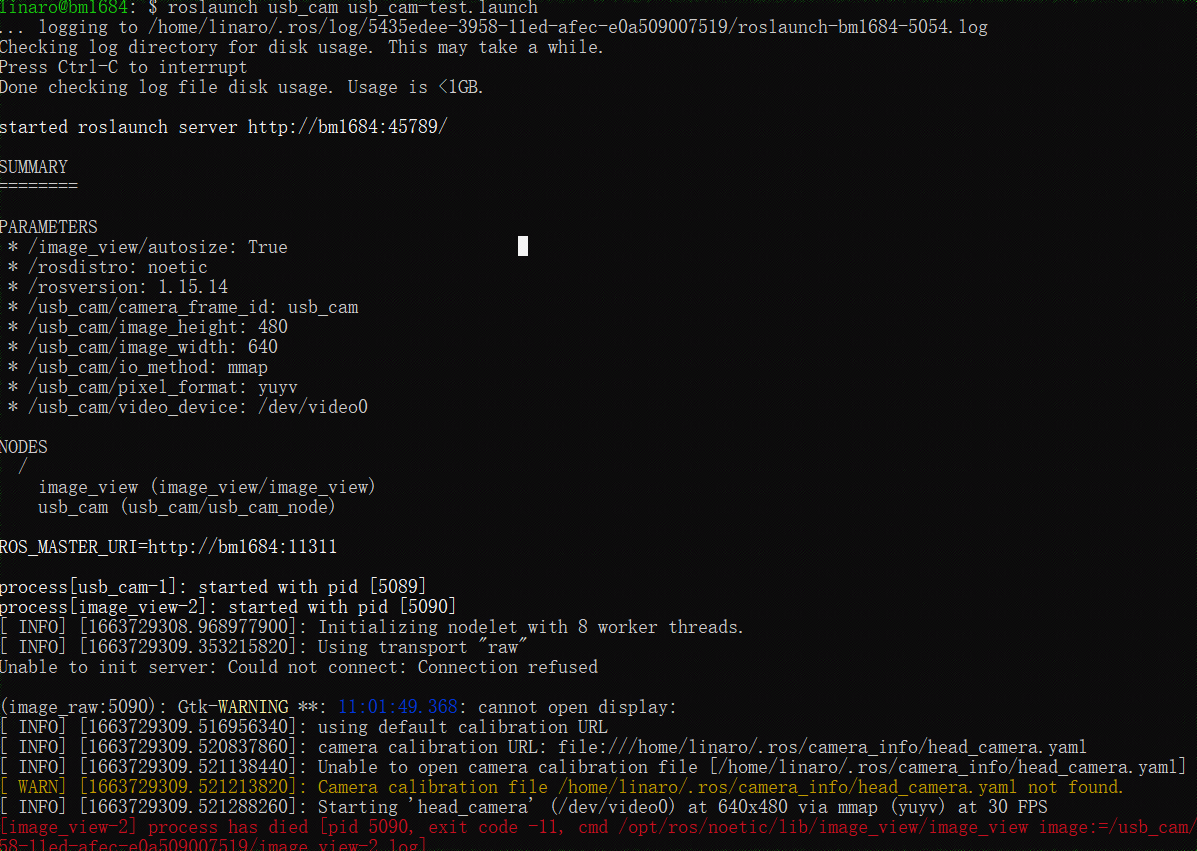 linaro@bm1684: $ roslaunch usb_cam usb_cam-test.launch
... logging to /home/linaro/.ros/log/5435edee-3958-11ed-afec-e0a509007519/roslaunch-bm1684-5054.log
Checking log directory for disk usage. This may take a while.
Press Ctrl-C to interrupt
Done checking log file disk usage. Usage is <1GB.
started roslaunch server http://bm1684:45789/
SUMMARY
========
PARAMETERS
* /image_view/autosize: True
* /rosdistro: noetic
* /rosversion: 1.15.14
* /usb_cam/camera_frame_id: usb_cam
* /usb_cam/image_height: 480
* /usb_cam/image_width: 640
* /usb_cam/io_method: mmap
* /usb_cam/pixel_format: yuyv
* /usb_cam/video_device: /dev/video0
NODES
/
image_view (image_view/image_view)
usb_cam (usb_cam/usb_cam_node)
ROS_MASTER_URI=http://bm1684:11311
process[usb_cam-1]: started with pid [5089]
process[image_view-2]: started with pid [5090]
[ INFO] [1663729308.968977900]: Initializing nodelet with 8 worker threads.
[ INFO] [1663729309.353215820]: Using transport "raw"
Unable to init server: Could not connect: Connection refused
(image_raw:5090): Gtk-WARNING **: 11:01:49.368: cannot open display:
[ INFO] [1663729309.516956340]: using default calibration URL
[ INFO] [1663729309.520837860]: camera calibration URL: file:///home/linaro/.ros/camera_info/head_camera.yaml
[ INFO] [1663729309.521138440]: Unable to open camera calibration file [/home/linaro/.ros/camera_info/head_camera.yaml]
[ WARN] [1663729309.521213820]: Camera calibration file /home/linaro/.ros/camera_info/head_camera.yaml not found.
[ INFO] [1663729309.521288260]: Starting 'head_camera' (/dev/video0) at 640x480 via mmap (yuyv) at 30 FPS
[image_view-2] process has died [pid 5090, exit code -11, cmd /opt/ros/noetic/lib/image_view/image_view image:=/usb_cam/
58-11ed-afec-e0a509007519/image_view-2.log]